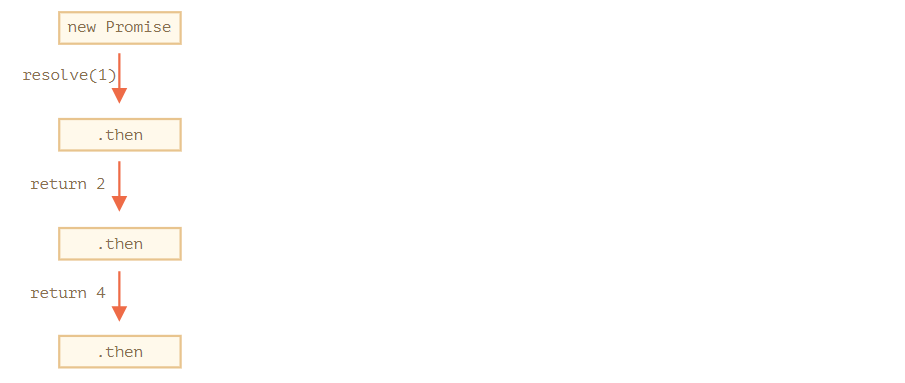 new Promise
resolve(1)
.then
return 2
.then
return 4
.then